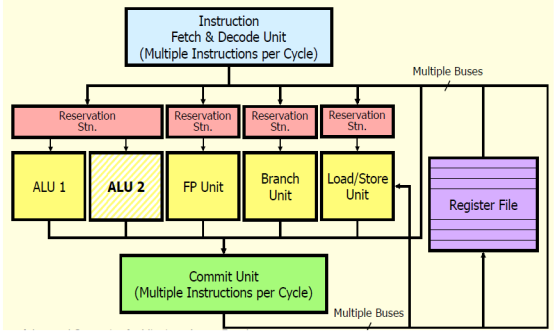 Instruction
Fetch & Decode Unit
(Multiple Instructions per Cycle)
Multiple Buses
Reservation
Stn.
Reservation
Stn.
Reservation
Stn.
Reservation
Stn.
ALU 1
ALU 2
FP Unit
Branch
Unit
Load/Store
Unit
Register File
Commit Unit
(Multiple Instructions per Cycle)
Multiple Buses